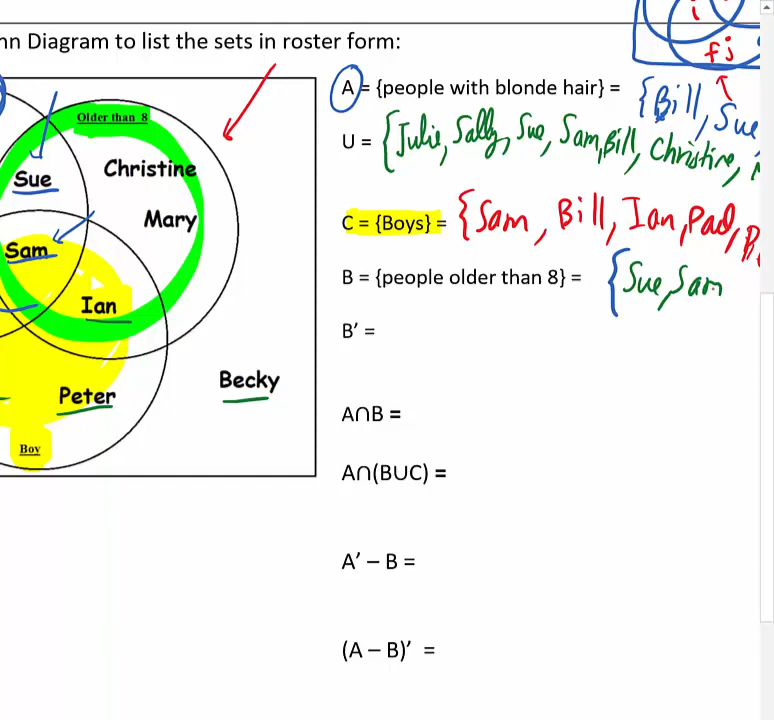 nn Diagram to list the sets in roster form:
i
fj
A = {people with blonde hair} = {Bill, Sue
U = {Julie, Sally, Sue, Sam, Bill, Christine,
C = {Boys} = {Sam, Bill, Ian, Pad,
B = {people older than 8} = {Sue, Sam
B′ =
A∩B =
A∩(B∪C) =
A′ – B =
(A – B)′ =
Older than 8
Sue
Christine
Mary
Sam
Ian
Peter
Becky
Boy